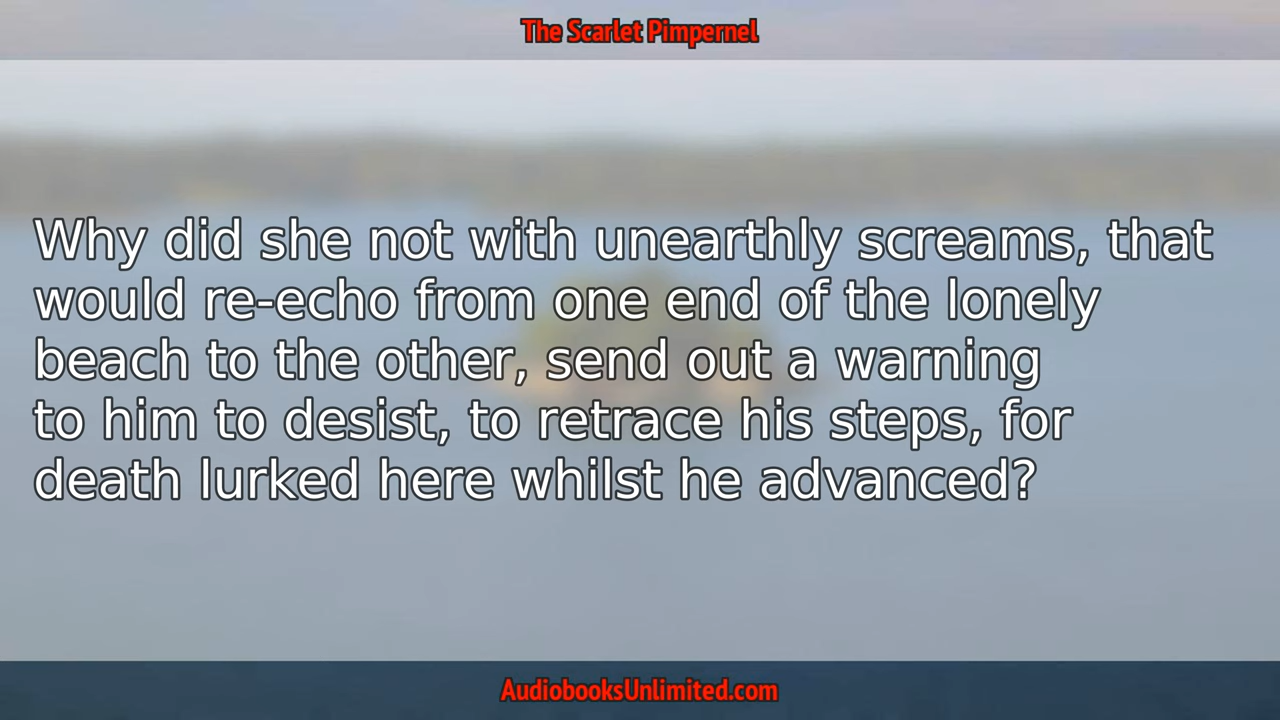 The Scarlet Pimpernel
Why did she not with unearthly screams, that
would re-echo from one end of the lonely
beach to the other, send out a warning
to him to desist, to retrace his steps, for
death lurked here whilst he advanced?
AudiobooksUnlimited.com